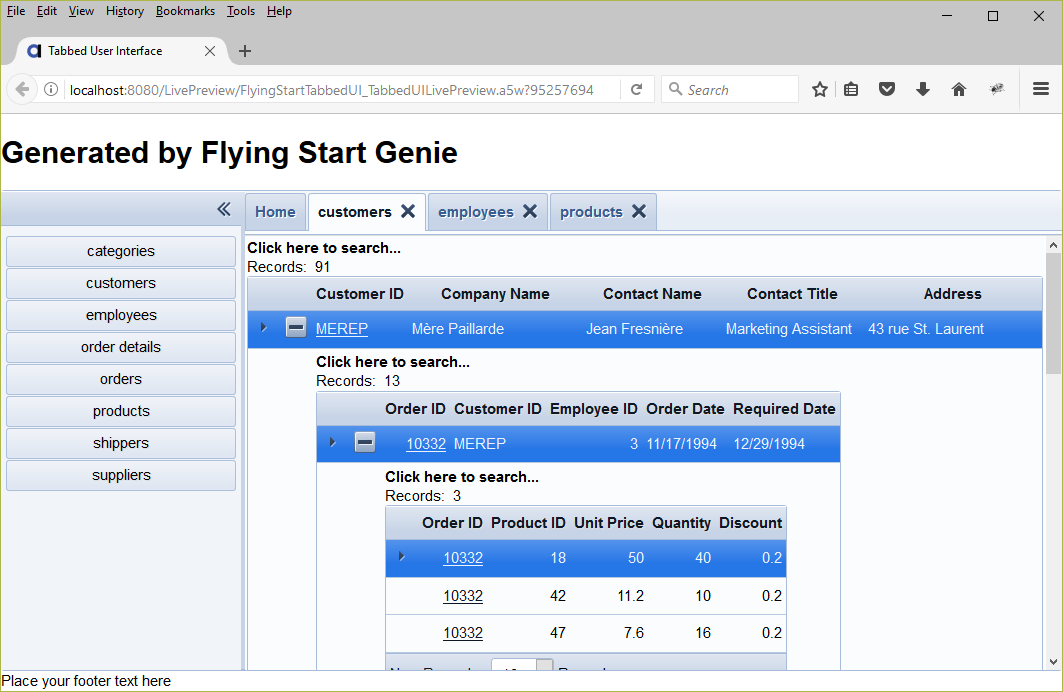 File Edit View History Bookmarks Tools Help
Tabbed User Interface
localhost:8080/LivePreview/FlyingStartTabbedUI_TabbedUILivePreview.a5w?95257694
Search
Generated by Flying Start Genie
Home customers employees products
categories
customers
employees
order details
orders
products
shippers
suppliers
Click here to search...
Records: 91
Customer ID Company Name Contact Name Contact Title Address
MEREP Mère Paillarde Jean Fresnière Marketing Assistant 43 rue St. Laurent
Click here to search...
Records: 13
Order ID Customer ID Employee ID Order Date Required Date
10332 MEREP 3 11/17/1994 12/29/1994
Click here to search...
Records: 3
Order ID Product ID Unit Price Quantity Discount
10332 18 50 40 0.2
10332 42 11.2 10 0.2
10332 47 7.6 16 0.2
Place your footer text here